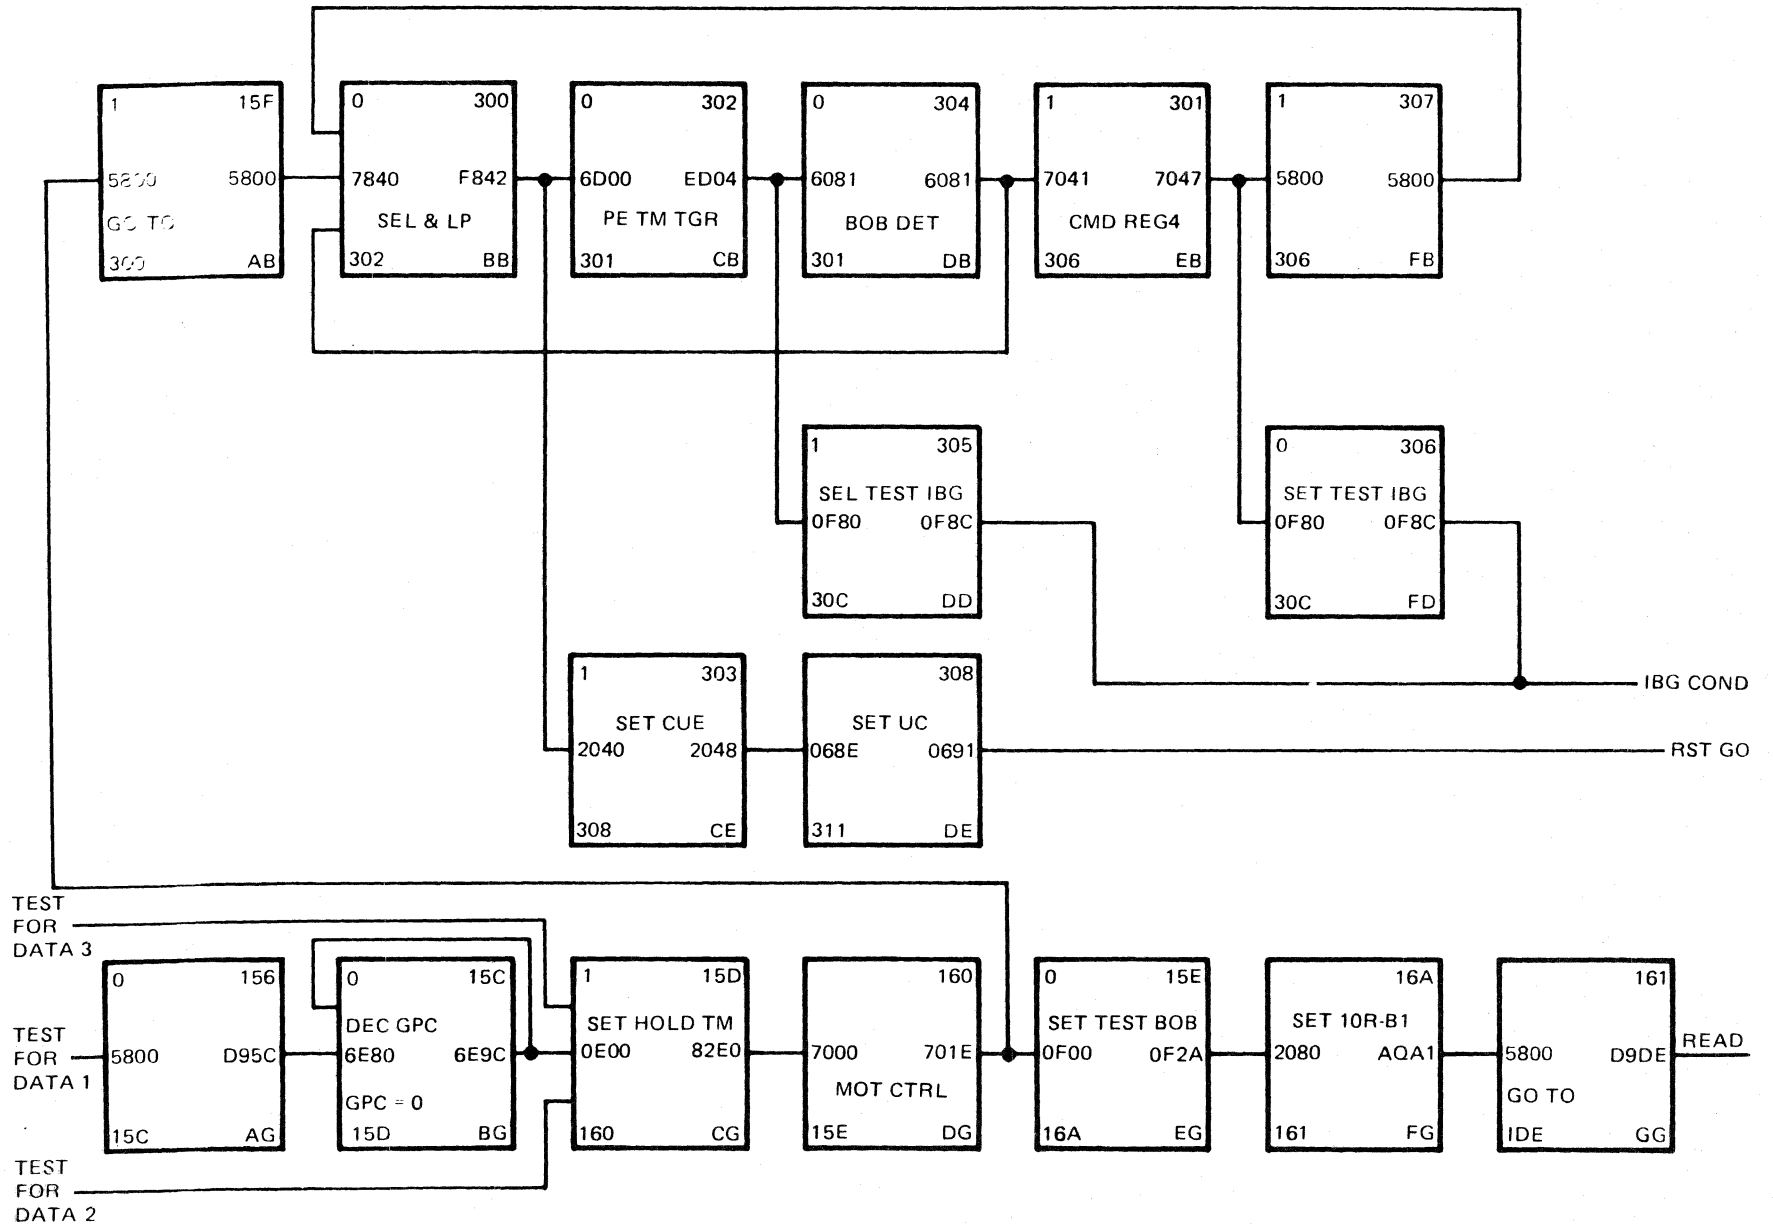 1 15F
5800 5800
GO TO
300 AB
0 300
7840 F842
SEL & LP
302 BB
0 302
6D00 ED04
PE TM TGR
301 CB
0 304
6081 6081
BOB DET
301 DB
1 301
7041 7047
CMD REG4
306 EB
1 307
5800 5800
306 FB
1 305
SEL TEST IBG
0F80 0F8C
30C DD
0 306
SET TEST IBG
0F80 0F8C
30C FD
IBG COND
1 303
SET CUE
2040 2048
308 CE
308
SET UC
068E 0691
311 DE
RST GO
TEST
FOR
DATA 3
TEST
FOR
DATA 1
TEST
FOR
DATA 2
0 156
5800 D95C
15C AG
0 15C
DEC GPC
6E80 6E9C
GPC = 0
15D BG
1 15D
SET HOLD TM
0E00 82E0
160 CG
160
7000 701E
MOT CTRL
15E DG
0 15E
SET TEST BOB
0F00 0F2A
16A EG
16A
SET 10R-B1
2080 AQA1
161 FG
161
5800 D9DE
GO TO
IDE GG
READ